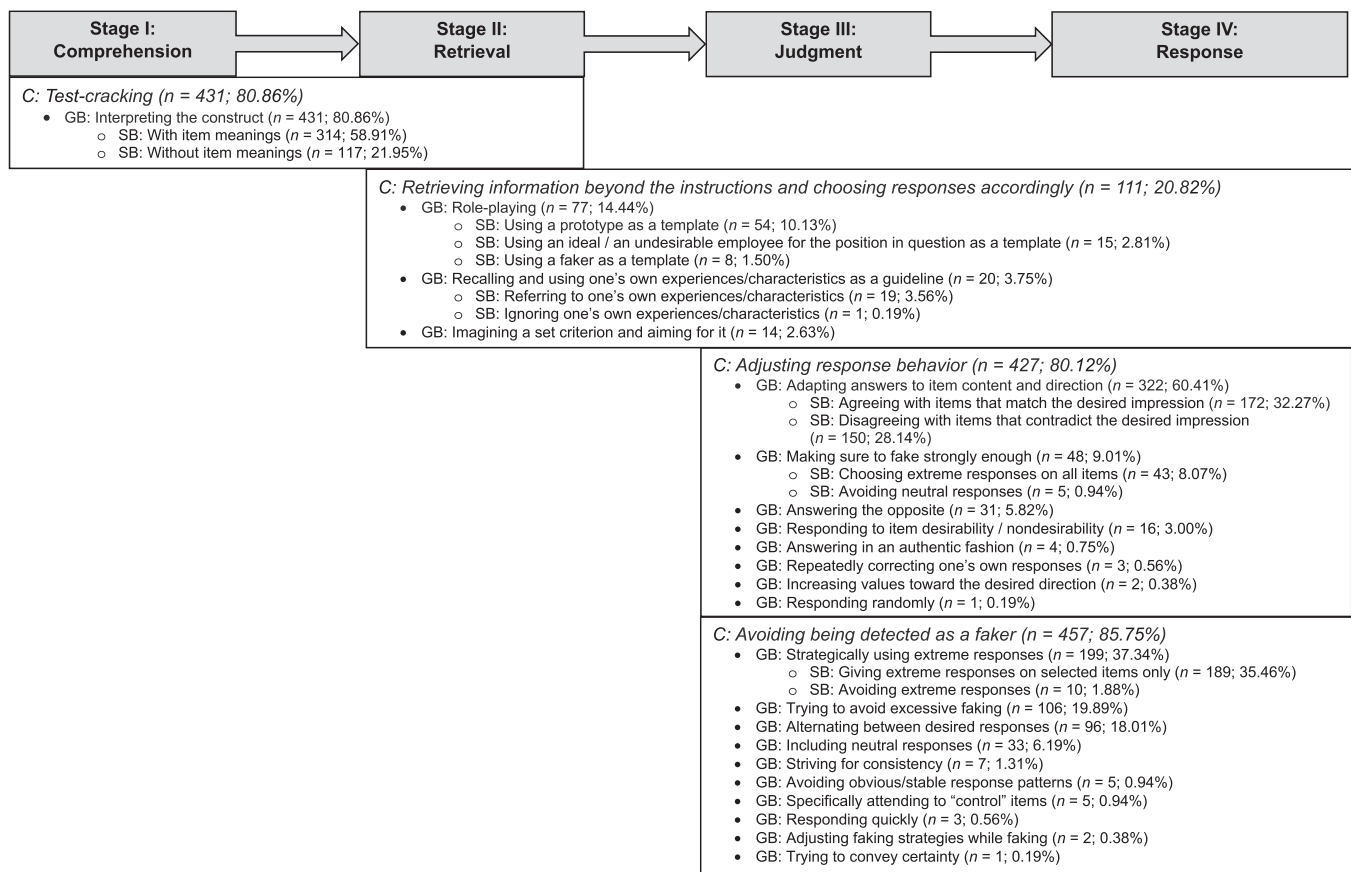 Stage I:
Comprehension
Stage II:
Retrieval
Stage III:
Judgment
Stage IV:
Response
C: Test-cracking (n = 431; 80.86%)
• GB: Interpreting the construct (n = 431; 80.86%)
o SB: With item meanings (n = 314; 58.91%)
o SB: Without item meanings (n = 117; 21.95%)
C: Retrieving information beyond the instructions and choosing responses accordingly (n = 111; 20.82%)
• GB: Role-playing (n = 77; 14.44%)
o SB: Using a prototype as a template (n = 54; 10.13%)
o SB: Using an ideal / an undesirable employee for the position in question as a template (n = 15; 2.81%)
o SB: Using a faker as a template (n = 8; 1.50%)
• GB: Recalling and using one's own experiences/characteristics as a guideline (n = 20; 3.75%)
o SB: Referring to one's own experiences/characteristics (n = 19; 3.56%)
o SB: Ignoring one's own experiences/characteristics (n = 1; 0.19%)
• GB: Imagining a set criterion and aiming for it (n = 14; 2.63%)
C: Adjusting response behavior (n = 427; 80.12%)
• GB: Adapting answers to item content and direction (n = 322; 60.41%)
o SB: Agreeing with items that match the desired impression (n = 172; 32.27%)
o SB: Disagreeing with items that contradict the desired impression
(n = 150; 28.14%)
• GB: Making sure to fake strongly enough (n = 48; 9.01%)
o SB: Choosing extreme responses on all items (n = 43; 8.07%)
o SB: Avoiding neutral responses (n = 5; 0.94%)
• GB: Answering the opposite (n = 31; 5.82%)
• GB: Responding to item desirability / nondesirability (n = 16; 3.00%)
• GB: Answering in an authentic fashion (n = 4; 0.75%)
• GB: Repeatedly correcting one's own responses (n = 3; 0.56%)
• GB: Increasing values toward the desired direction (n = 2; 0.38%)
• GB: Responding randomly (n = 1; 0.19%)
C: Avoiding being detected as a faker (n = 457; 85.75%)
• GB: Strategically using extreme responses (n = 199; 37.34%)
o SB: Giving extreme responses on selected items only (n = 189; 35.46%)
o SB: Avoiding extreme responses (n = 10; 1.88%)
• GB: Trying to avoid excessive faking (n = 106; 19.89%)
• GB: Alternating between desired responses (n = 96; 18.01%)
• GB: Including neutral responses (n = 33; 6.19%)
• GB: Striving for consistency (n = 7; 1.31%)
• GB: Avoiding obvious/stable response patterns (n = 5; 0.94%)
• GB: Specifically attending to “control” items (n = 5; 0.94%)
• GB: Responding quickly (n = 3; 0.56%)
• GB: Adjusting faking strategies while faking (n = 2; 0.38%)
• GB: Trying to convey certainty (n = 1; 0.19%)